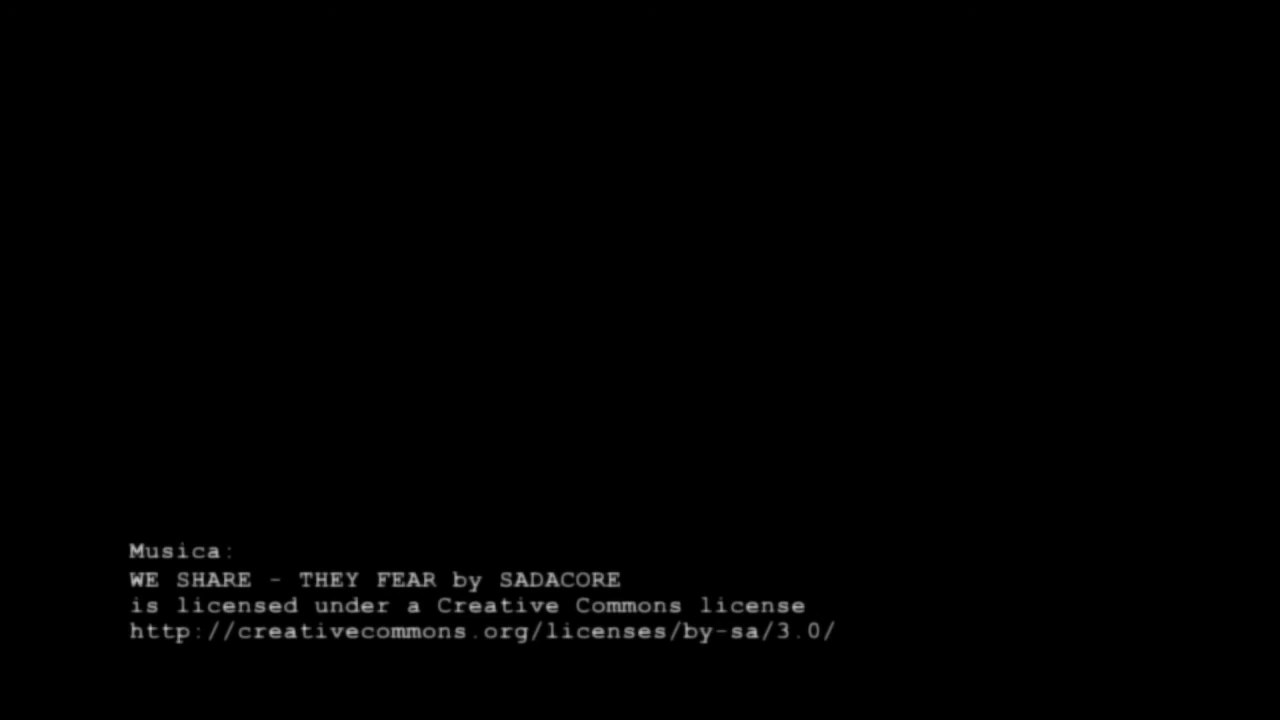 Musica:
WE SHARE - THEY FEAR by SADACORE
is licensed under a Creative Commons license
http://creativecommons.org/licenses/by-sa/3.0/